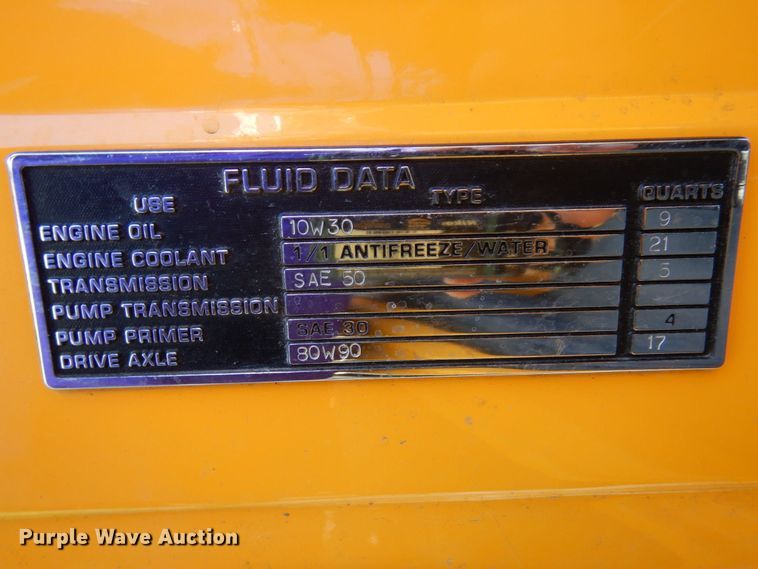 FLUID DATA
USE TYPE QUARTS
ENGINE OIL 10W30 9
ENGINE COOLANT 1/1 ANTIFREEZE/WATER 21
TRANSMISSION SAE 50 5
PUMP TRANSMISSION
PUMP PRIMER SAE 30 4
DRIVE AXLE 80W90 17
Purple Wave Auction